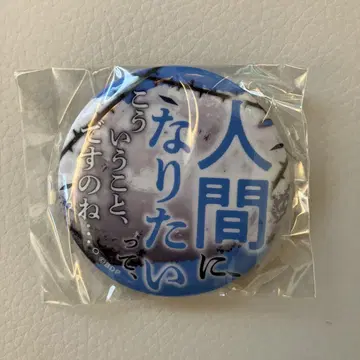 人間に、
なりたい
って、
こういうこと、
ですのね…。